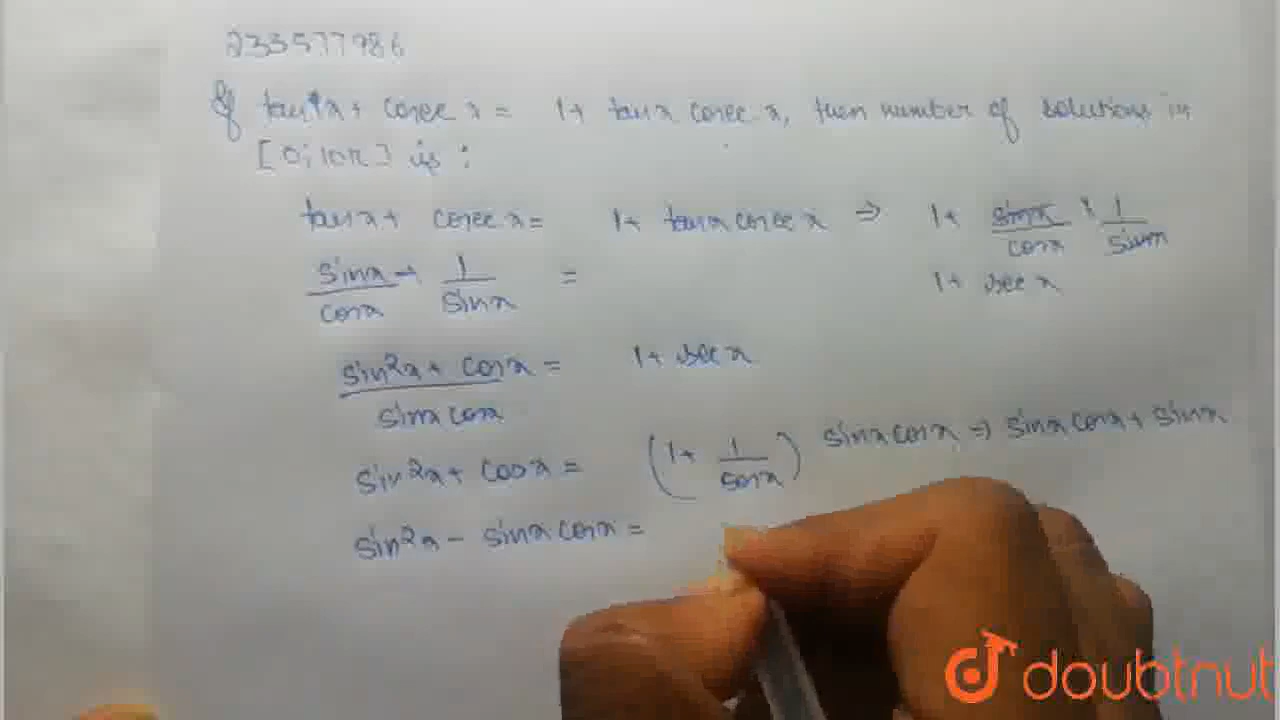 233577986
If tan x + cosec x = 1 + tan x cosec x, then number of solutions in
[0, 10π] is :
tan x + cosec x = 1 + tan x cosec x ⇒ 1 + sin x / cos x × 1 / sin x
sin x / cos x + 1 / sin x = 1 + sec x
sin²x + cos x / sin x cos x = 1 + sec x
sin²x + cos x = (1 + 1 / cos x) sin x cos x ⇒ sin x cos x + sin x
sin²x - sin x cos x =
doubtnut